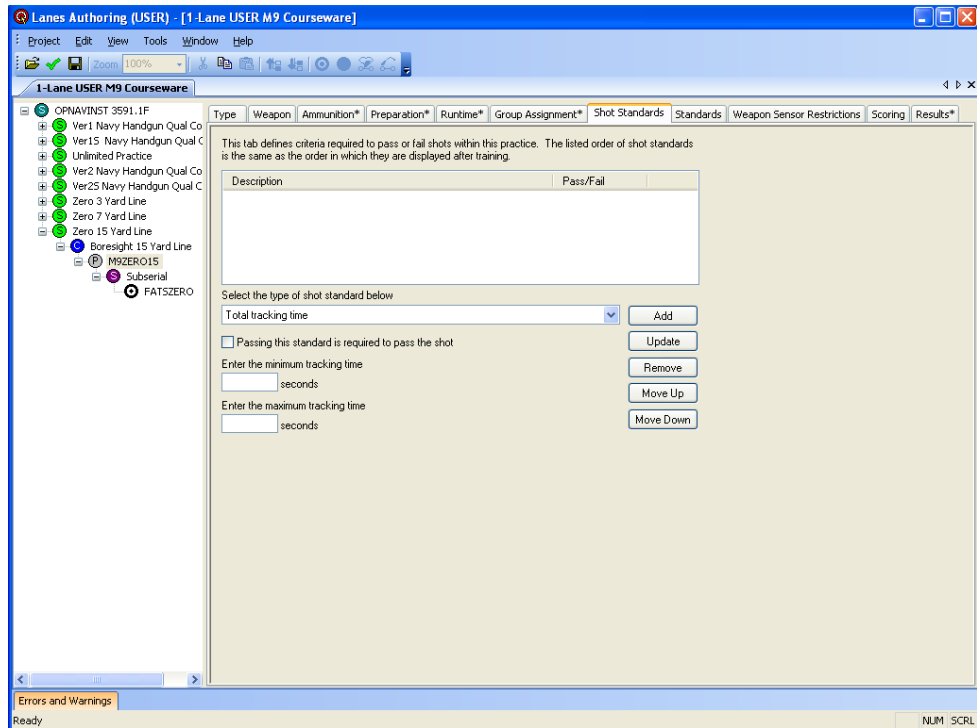 Lanes Authoring (USER) - [1-Lane USER M9 Courseware]
Project Edit View Tools Window Help
Zoom 100%
1-Lane USER M9 Courseware
OPNAVINST 3591.1F
Ver1 Navy Handgun Qual Co
Ver1S Navy Handgun Qual C
Unlimited Practice
Ver2 Navy Handgun Qual Co
Ver2S Navy Handgun Qual C
Zero 3 Yard Line
Zero 7 Yard Line
Zero 15 Yard Line
Boresight 15 Yard Line
M9ZERO15
Subserial
FATSZERO
Type Weapon Ammunition* Preparation* Runtime* Group Assignment* Shot Standards Standards Weapon Sensor Restrictions Scoring Results*
This tab defines criteria required to pass or fail shots within this practice. The listed order of shot standards
is the same as the order in which they are displayed after training.
Description Pass/Fail
Select the type of shot standard below
Total tracking time Add
Passing this standard is required to pass the shot Update
Enter the minimum tracking time Remove
seconds Move Up
Enter the maximum tracking time
seconds Move Down
Errors and Warnings
Ready NUM SCRL